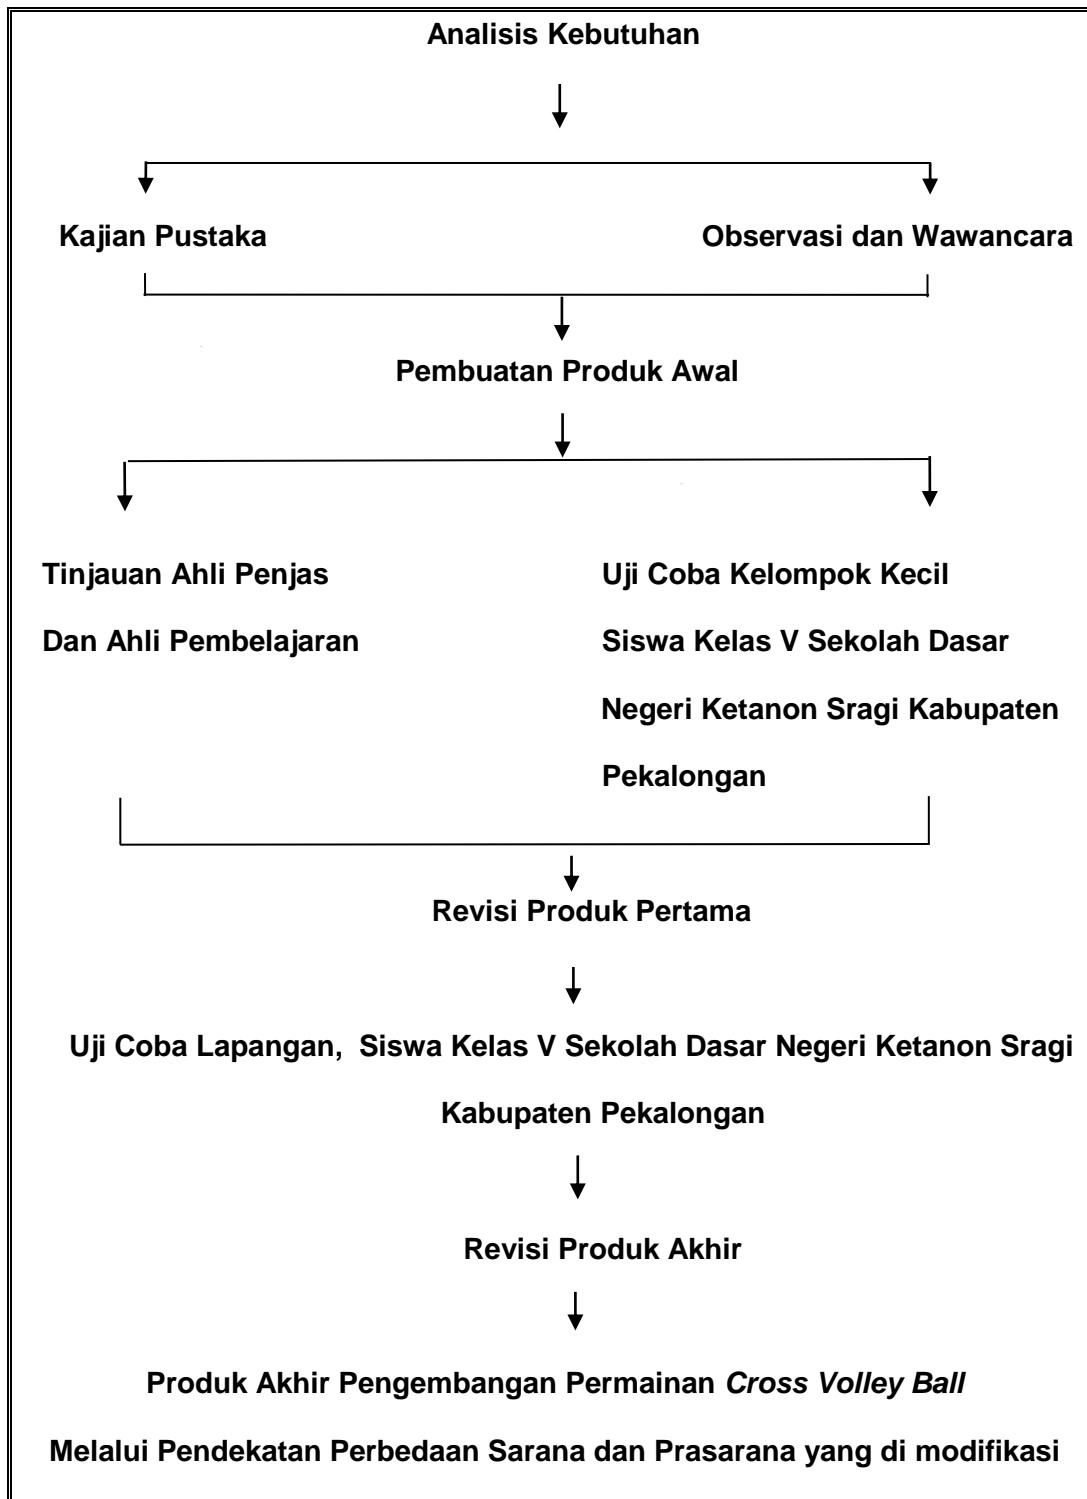 Analisis Kebutuhan
Kajian Pustaka
Observasi dan Wawancara
Pembuatan Produk Awal
Tinjauan Ahli Penjas
Dan Ahli Pembelajaran
Uji Coba Kelompok Kecil
Siswa Kelas V Sekolah Dasar
Negeri Ketanon Sragi Kabupaten
Pekalongan
Revisi Produk Pertama
Uji Coba Lapangan, Siswa Kelas V Sekolah Dasar Negeri Ketanon Sragi
Kabupaten Pekalongan
Revisi Produk Akhir
Produk Akhir Pengembangan Permainan Cross Volley Ball
Melalui Pendekatan Perbedaan Sarana dan Prasarana yang di modifikasi